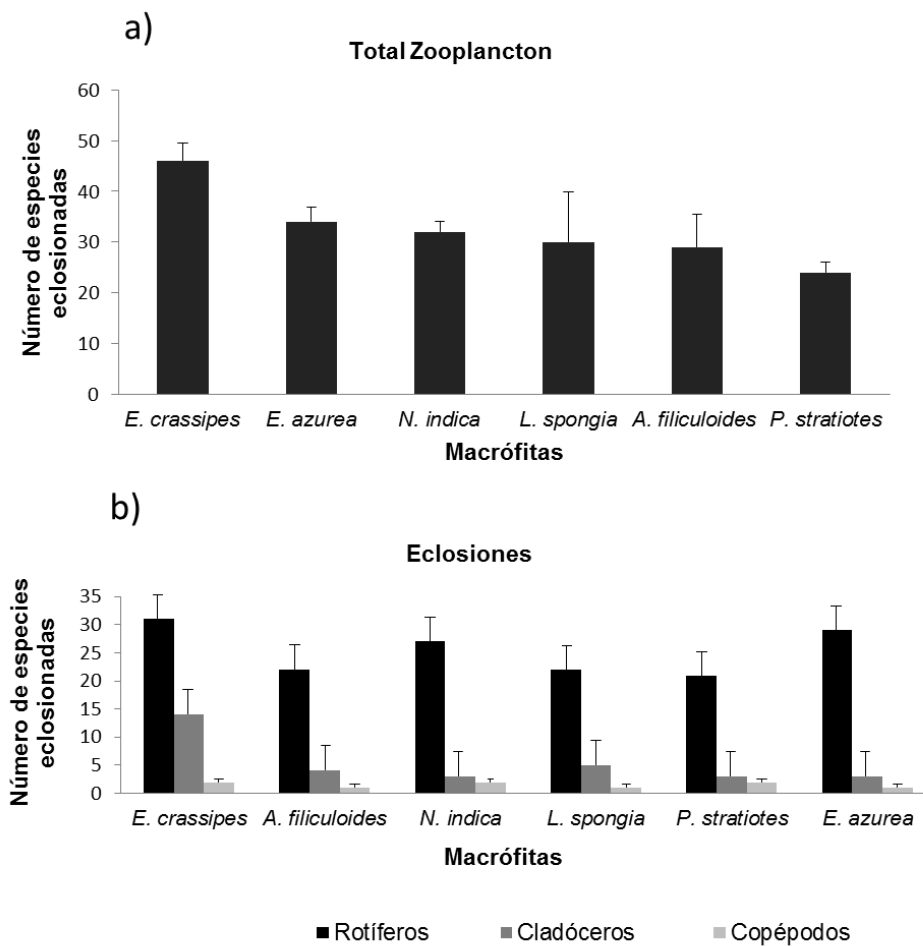 a)
Total Zooplancton
Número de especies
eclosionadas
60
50
40
30
20
10
0
E. crassipes E. azurea N. indica L. spongia A. filiculoides P. stratiotes
Macrófitas
b)
Eclosiones
Número de especies
eclosionadas
35
30
25
20
15
10
5
0
E. crassipes A. filiculoides N. indica L. spongia P. stratiotes E. azurea
Macrófitas
Rotíferos Cladóceros Copépodos